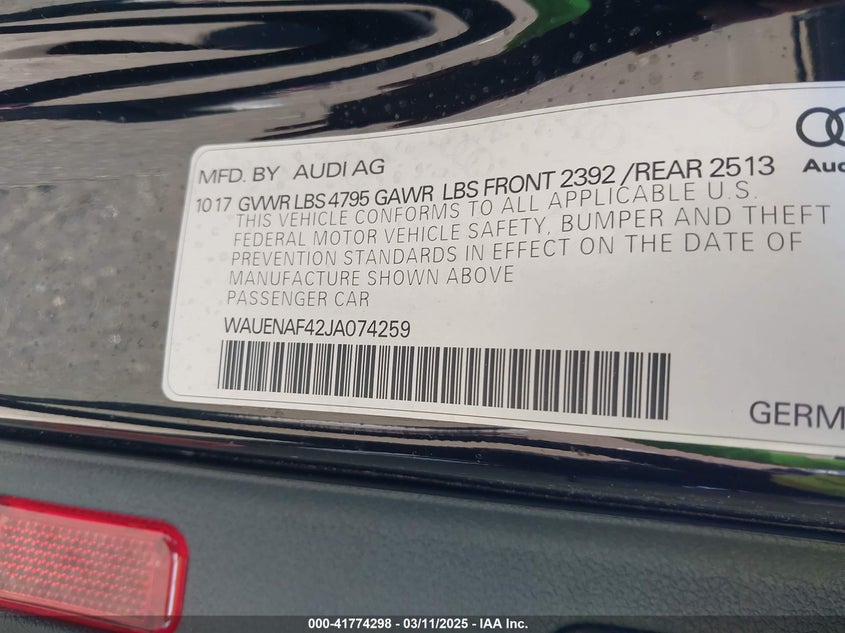 MFD. BY AUDI AG
10 17 GVWR LBS 4795 GAWR LBS FRONT 2392 /REAR 2513
THIS VEHICLE CONFORMS TO ALL APPLICABLE U.S.
FEDERAL MOTOR VEHICLE SAFETY, BUMPER AND THEFT
PREVENTION STANDARDS IN EFFECT ON THE DATE OF
MANUFACTURE SHOWN ABOVE
PASSENGER CAR
WAUENAF42JA074259
Aud
GERM
000-41774298 - 03/11/2025 - IAA Inc.